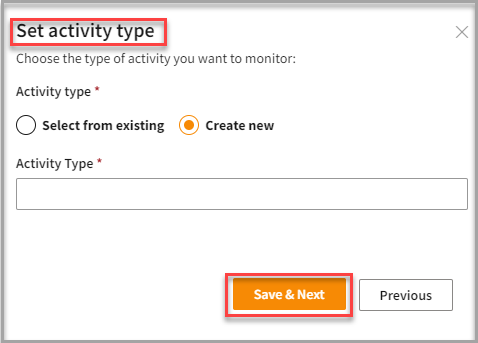 Set activity type
Choose the type of activity you want to monitor:
Activity type *
Select from existing Create new
Activity Type *
Save & Next Previous